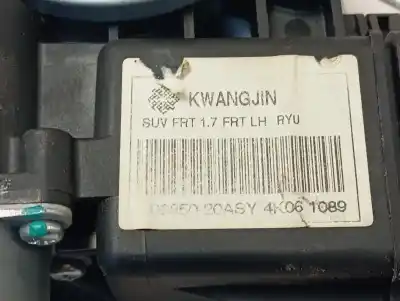 KWANGJIN
SUV FRT 1.7 FRT LH RYU
20ASY 4K06 1089